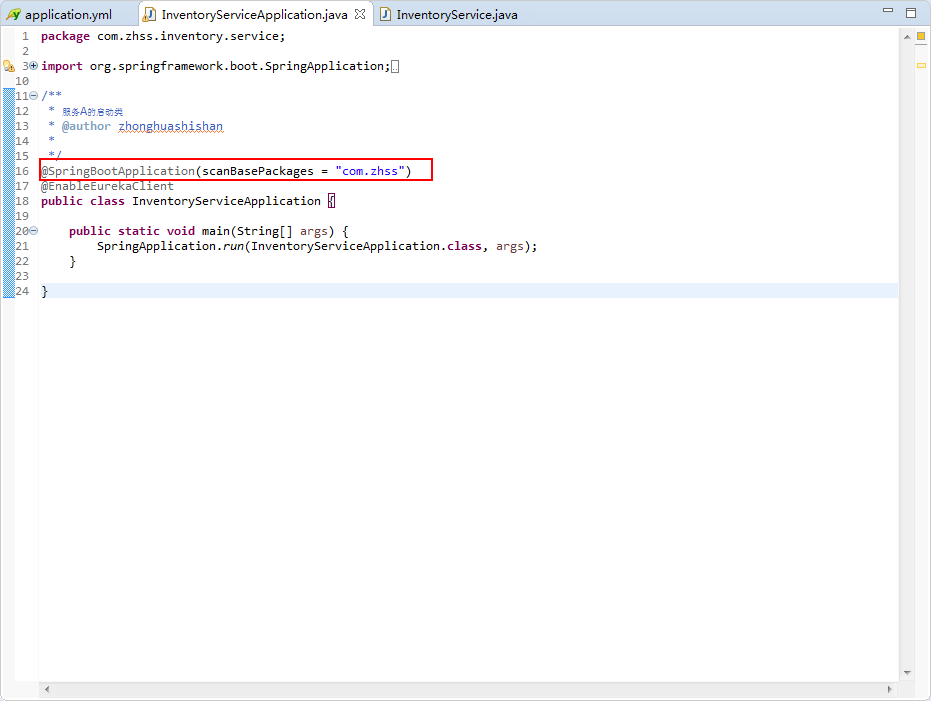 application.yml InventoryServiceApplication.java InventoryService.java
1 package com.zhss.inventory.service;
2
3 import org.springframework.boot.SpringApplication;
10
11 /**
12  * 服务A的启动类
13  * @author zhonghuashishan
14  *
15  */
16 @SpringBootApplication(scanBasePackages = "com.zhss")
17 @EnableEurekaClient
18 public class InventoryServiceApplication {
19
20     public static void main(String[] args) {
21         SpringApplication.run(InventoryServiceApplication.class, args);
22     }
23
24 }